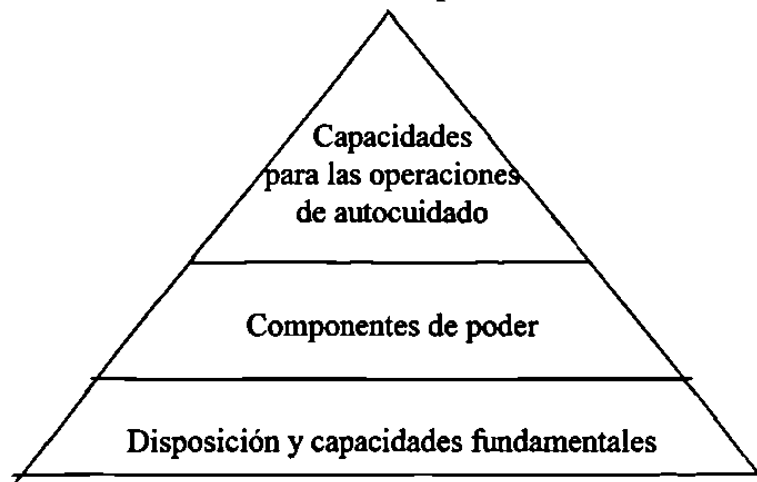 Capacidades
para las operaciones
de autocuidado
Componentes de poder
Disposición y capacidades fundamentales